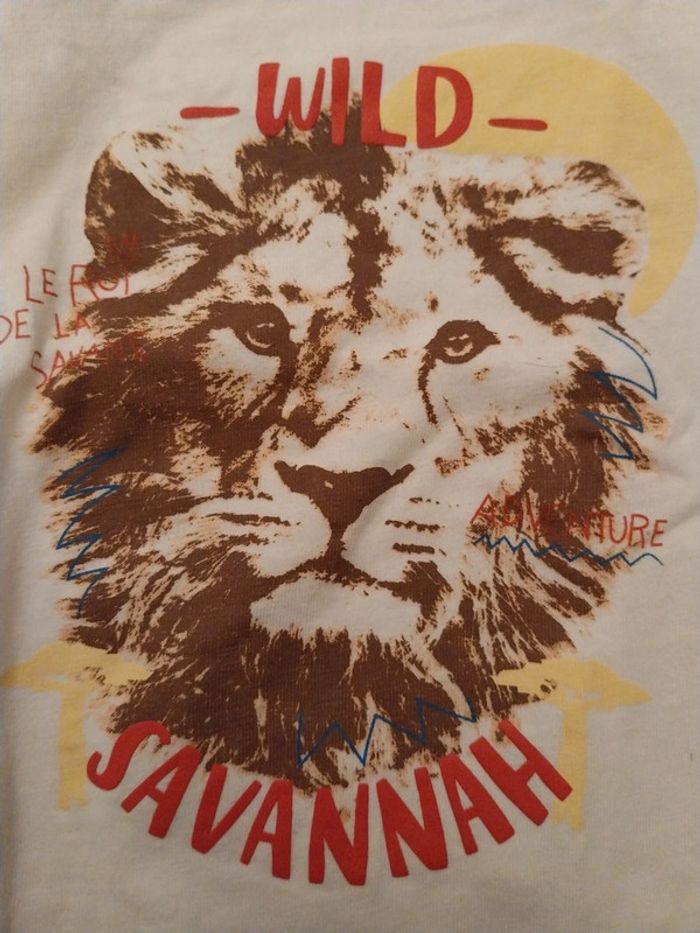 - WILD -
LE ROI
DE LA
ADVENTURE
SAVANNAH